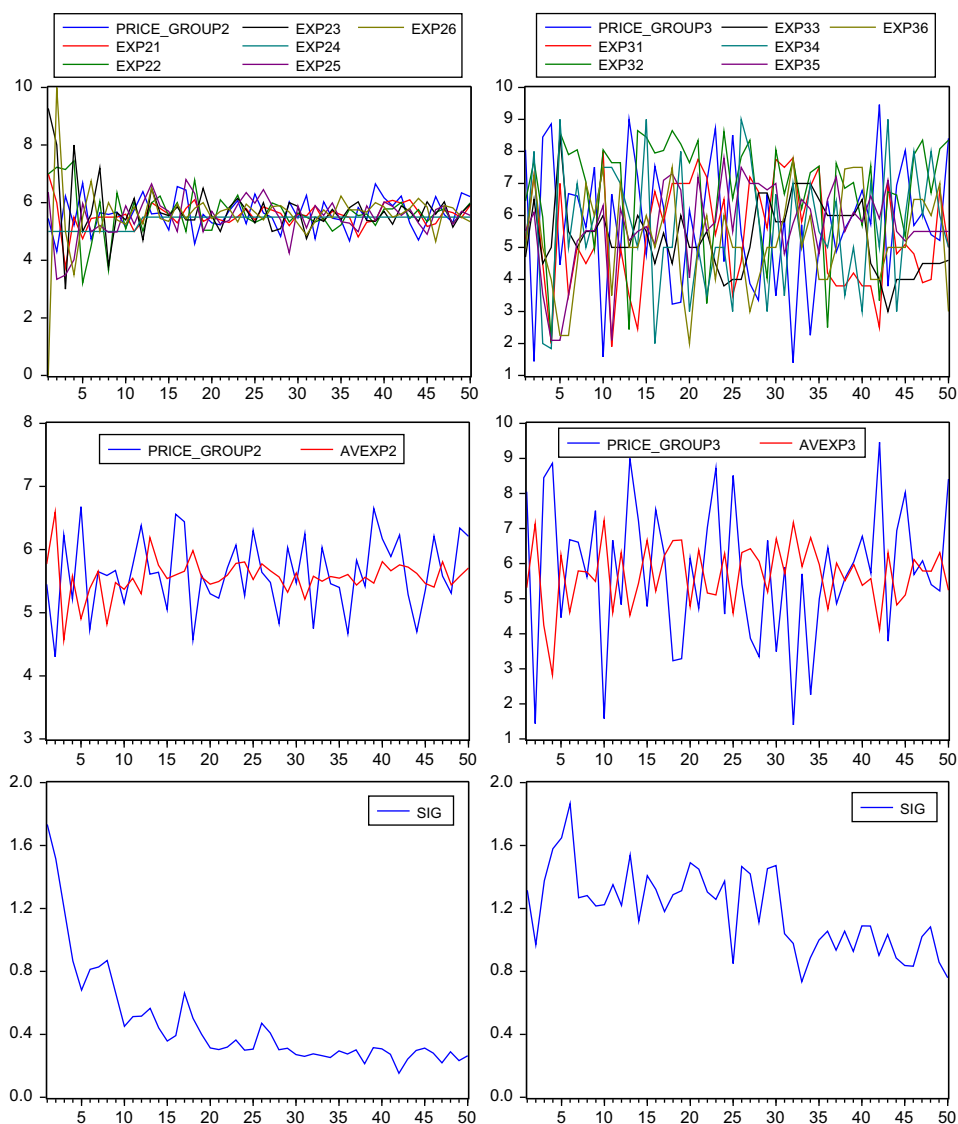 PRICE_GROUP2 EXP23 EXP26
EXP21 EXP24
EXP22 EXP25
10
8
6
4
2
0
5 10 15 20 25 30 35 40 45 50
PRICE_GROUP3 EXP33 EXP36
EXP31 EXP34
EXP32 EXP35
10
9
8
7
6
5
4
3
2
1
5 10 15 20 25 30 35 40 45 50
8
7
6
5
4
3
PRICE_GROUP2 AVEXP2
5 10 15 20 25 30 35 40 45 50
10
9
8
7
6
5
4
3
2
1
PRICE_GROUP3 AVEXP3
5 10 15 20 25 30 35 40 45 50
2.0
1.6
1.2
0.8
0.4
0.0
SIG
5 10 15 20 25 30 35 40 45 50
2.0
1.6
1.2
0.8
0.4
0.0
SIG
5 10 15 20 25 30 35 40 45 50